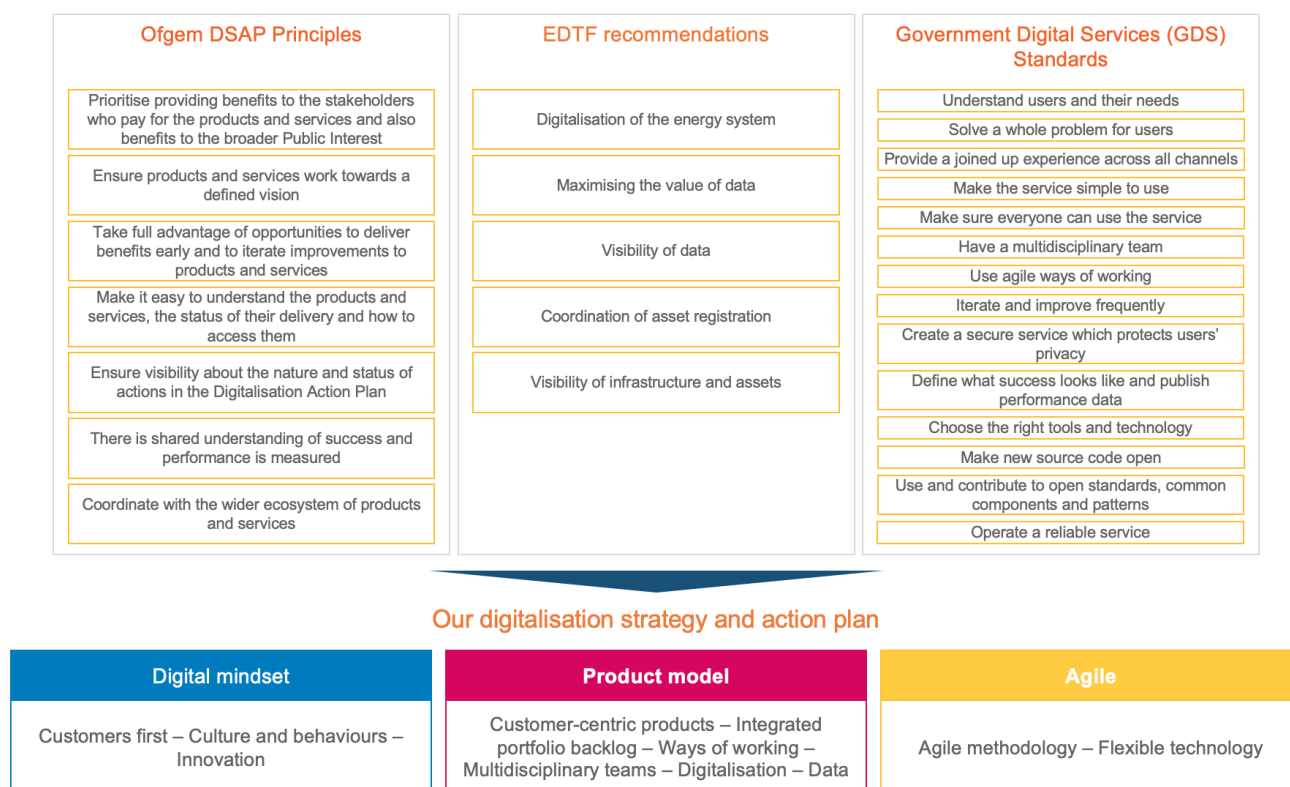 Ofgem DSAP Principles
Prioritise providing benefits to the stakeholders
who pay for the products and services and also
benefits to the broader Public Interest
Ensure products and services work towards a
defined vision
Take full advantage of opportunities to deliver
benefits early and to iterate improvements to
products and services
Make it easy to understand the products and
services, the status of their delivery and how to
access them
Ensure visibility about the nature and status of
actions in the Digitalisation Action Plan
There is shared understanding of success and
performance is measured
Coordinate with the wider ecosystem of products
and services
EDTF recommendations
Digitalisation of the energy system
Maximising the value of data
Visibility of data
Coordination of asset registration
Visibility of infrastructure and assets
Government Digital Services (GDS)
Standards
Understand users and their needs
Solve a whole problem for users
Provide a joined up experience across all channels
Make the service simple to use
Make sure everyone can use the service
Have a multidisciplinary team
Use agile ways of working
Iterate and improve frequently
Create a secure service which protects users'
privacy
Define what success looks like and publish
performance data
Choose the right tools and technology
Make new source code open
Use and contribute to open standards, common
components and patterns
Operate a reliable service
Our digitalisation strategy and action plan
Digital mindset
Customers first – Culture and behaviours –
Innovation
Product model
Customer-centric products – Integrated
portfolio backlog – Ways of working –
Multidisciplinary teams – Digitalisation – Data
Agile
Agile methodology – Flexible technology